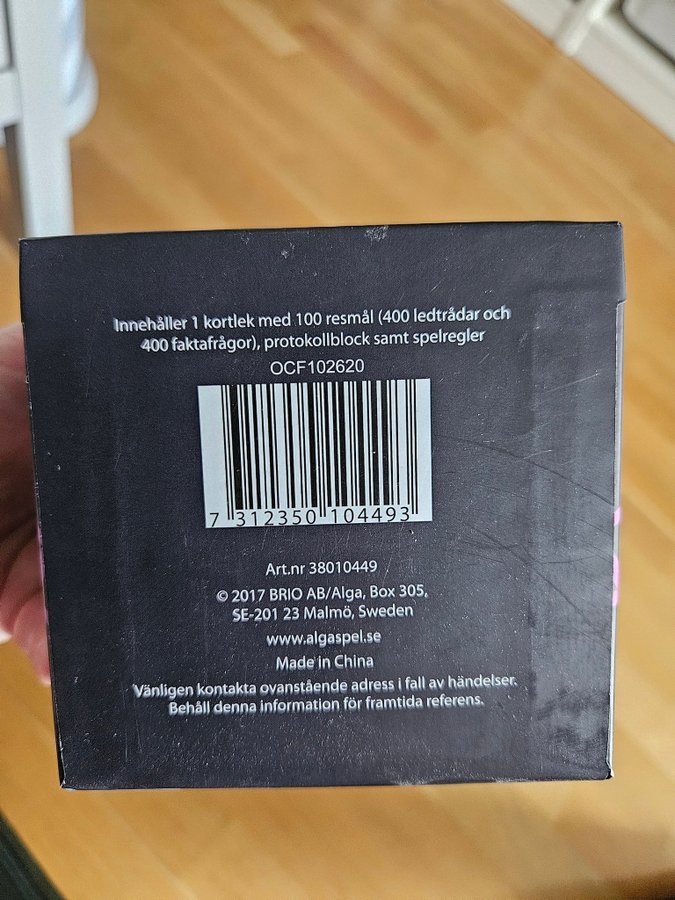 Innehåller 1 kortlek med 100 resmål (400 ledtrådar och
400 faktafrågor), protokollblock samt spelregler
OCF102620
7 312350 104493
Art.nr 38010449
© 2017 BRIO AB/Alga, Box 305,
SE-201 23 Malmö, Sweden
www.algaspel.se
Made in China
Vänligen kontakta ovanstående adress i fall av händelser.
Behåll denna information för framtida referens.